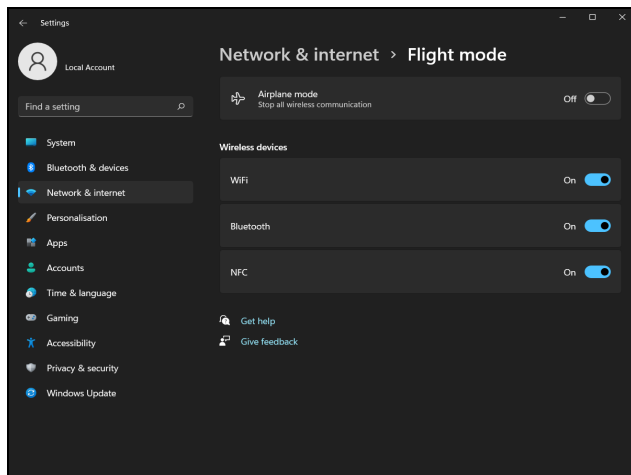 Settings
Local Account
Find a setting
System
Bluetooth & devices
Network & internet
Personalisation
Apps
Accounts
Time & language
Gaming
Accessibility
Privacy & security
Windows Update
Network & internet > Flight mode
Airplane mode
Stop all wireless communication
Off
Wireless devices
WiFi
On
Bluetooth
On
NFC
On
Get help
Give feedback